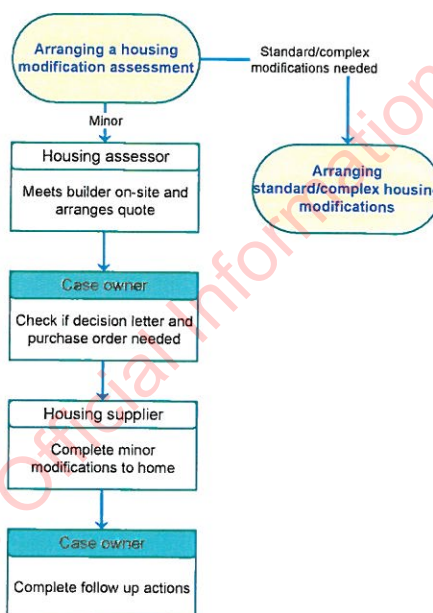 Arranging a housing
modification assessment
Standard/complex
modifications needed
Minor
Housing assessor
Meets builder on-site and
arranges quote
Arranging
standard/complex housing
modifications
Case owner
Check if decision letter and
purchase order needed
Housing supplier
Complete minor
modifications to home
Case owner
Complete follow up actions
Official Information